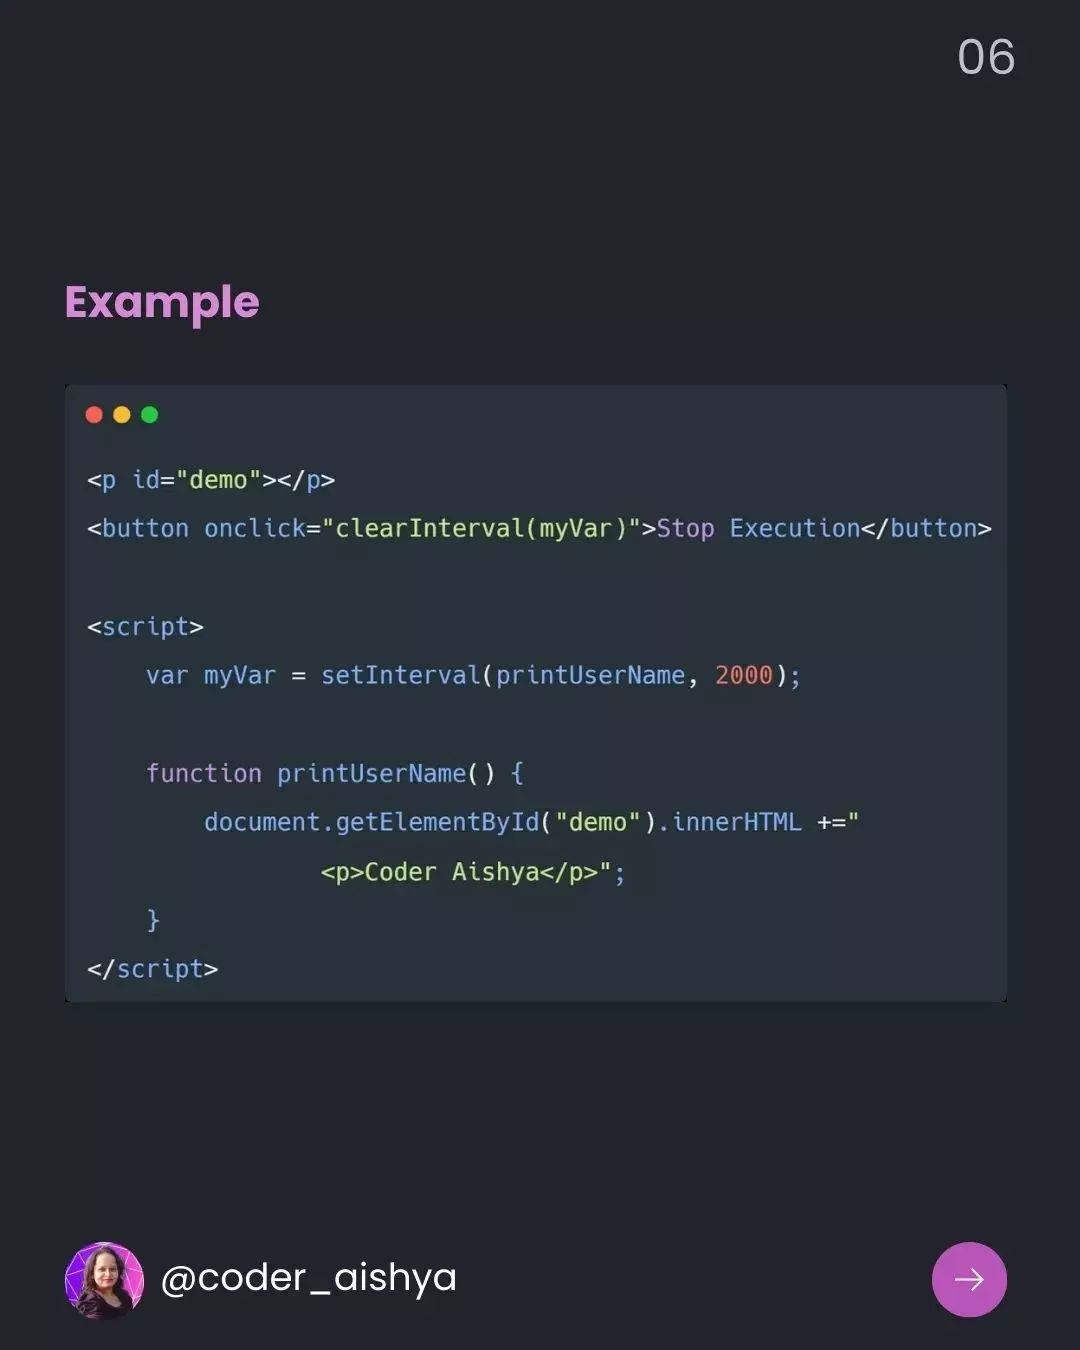 06
Example
<p id="demo"></p>
<button onclick="clearInterval(myVar)">Stop Execution</button>
<script>
    var myVar = setInterval(printUserName, 2000);
    function printUserName() {
        document.getElementById("demo").innerHTML +="
                <p>Coder Aishya</p>";
    }
</script>
@coder_aishya